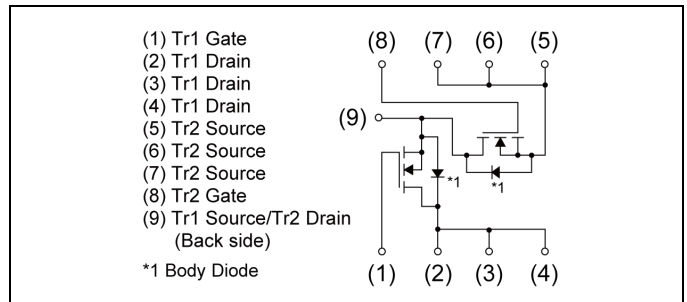 (1) Tr1 Gate
(2) Tr1 Drain
(3) Tr1 Drain
(4) Tr1 Drain
(5) Tr2 Source
(6) Tr2 Source
(7) Tr2 Source
(8) Tr2 Gate
(9) Tr1 Source/Tr2 Drain
(Back side)
*1 Body Diode
(8) (7) (6) (5)
(9)
*1
*1
(1) (2) (3) (4)